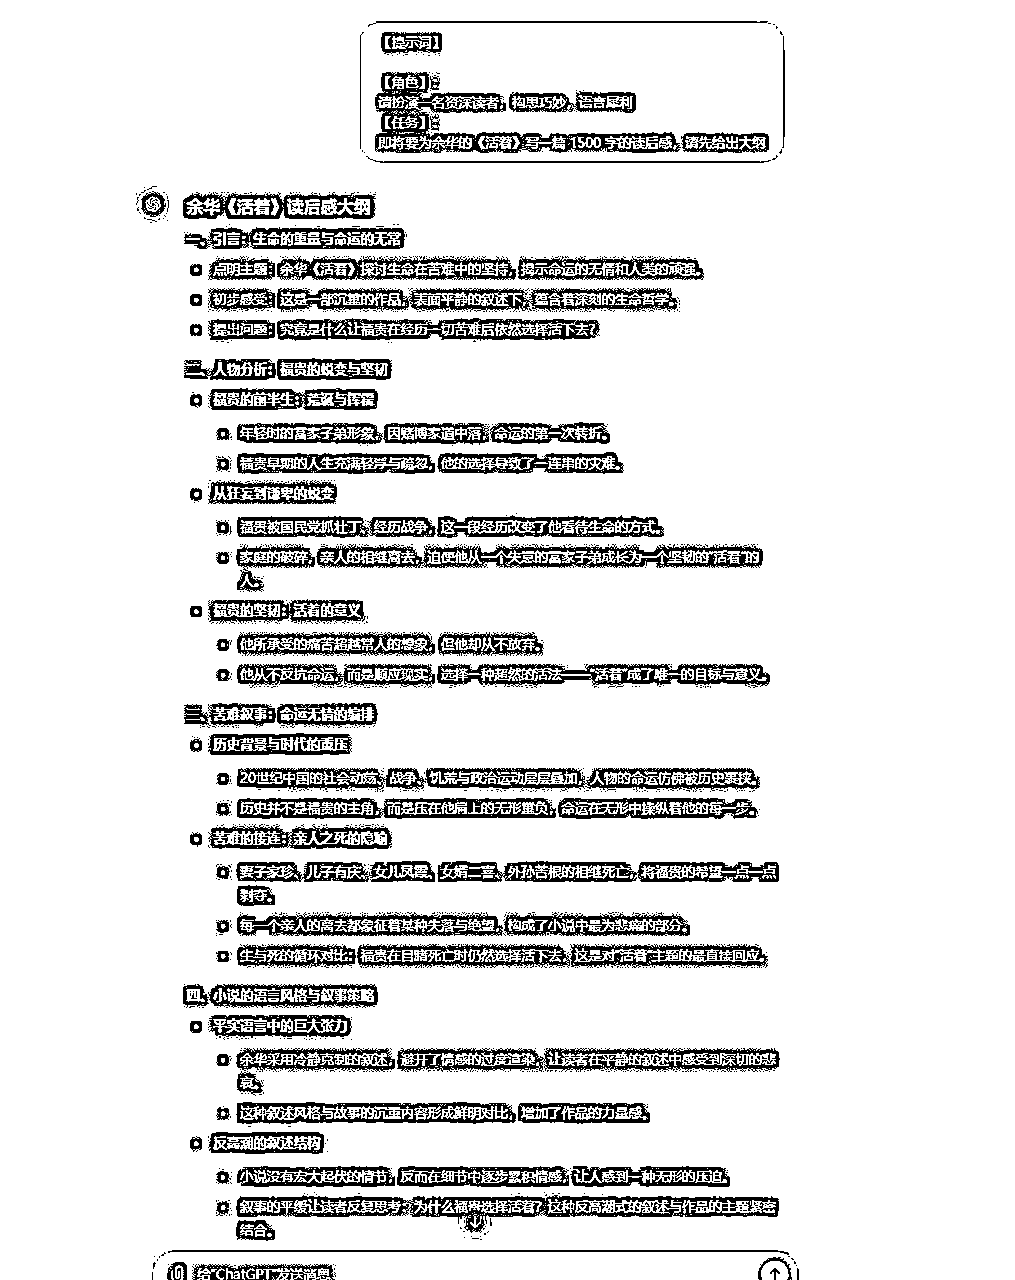 【提示词】
【角色】:
请扮演一名资深读者，构思巧妙、语言犀利
【任务】:
即将要为余华的《活着》写一篇 1500 字的读后感，请先给出大纲
余华《活着》读后感大纲
一、引言：生命的重量与命运的无常
点明主题：余华《活着》探讨生命在苦难中的坚持，揭示命运的无情和人类的顽强。
初步感受：这是一部沉重的作品，表面平静的叙述下，蕴含着深刻的生命哲学。
提出问题：究竟是什么让福贵在经历一切苦难后依然选择活下去？
二、人物分析：福贵的蜕变与坚韧
福贵的前半生：荒诞与挥霍
年轻时的富家子弟形象，因赌博家道中落，命运的第一次转折。
福贵早期的人生充满轻浮与疏忽，他的选择导致了一连串的灾难。
从狂妄到谦卑的蜕变
福贵被国民党抓壮丁、经历战争，这一段经历改变了他看待生命的方式。
家庭的破碎，亲人的相继离去，迫使他从一个失意的富家子弟成长为一个坚韧的“活着”的
人。
福贵的坚韧：活着的意义
他所承受的痛苦超越常人的想象，但他却从不放弃。
他从不反抗命运，而是顺应现实，选择一种超然的活法——“活着”成了唯一的目标与意义。
三、苦难叙事：命运无情的编排
历史背景与时代的重压
20世纪中国的社会动荡、战争、饥荒与政治运动层层叠加，人物的命运仿佛被历史裹挟。
历史并不是福贵的主角，而是压在他肩上的无形重负，命运在无形中操纵着他的每一步。
苦难的接连：亲人之死的隐喻
妻子家珍、儿子有庆、女儿凤霞、女婿二喜、外孙苦根的相继死亡，将福贵的希望一点一点
剥夺。
每一个亲人的离去都象征着某种失落与绝望，构成了小说中最为悲痛的部分。
生与死的循环对比：福贵在目睹死亡时仍然选择活下去，这是对“活着”主题的最直接回应。
四、小说的语言风格与叙事策略
平实语言中的巨大张力
余华采用冷静克制的叙述，避开了情感的过度渲染，让读者在平静的叙述中感受到深切的悲
哀。
这种叙述风格与故事的沉重内容形成鲜明对比，增加了作品的力量感。
反高潮的叙述结构
小说没有宏大起伏的情节，反而在细节中逐步累积情感，让人感到一种无形的压迫。
叙事的平缓让读者反复思考：为什么福贵选择活着？这种反高潮式的叙述与作品的主题紧密
结合。
给“ChatGPT”发送消息